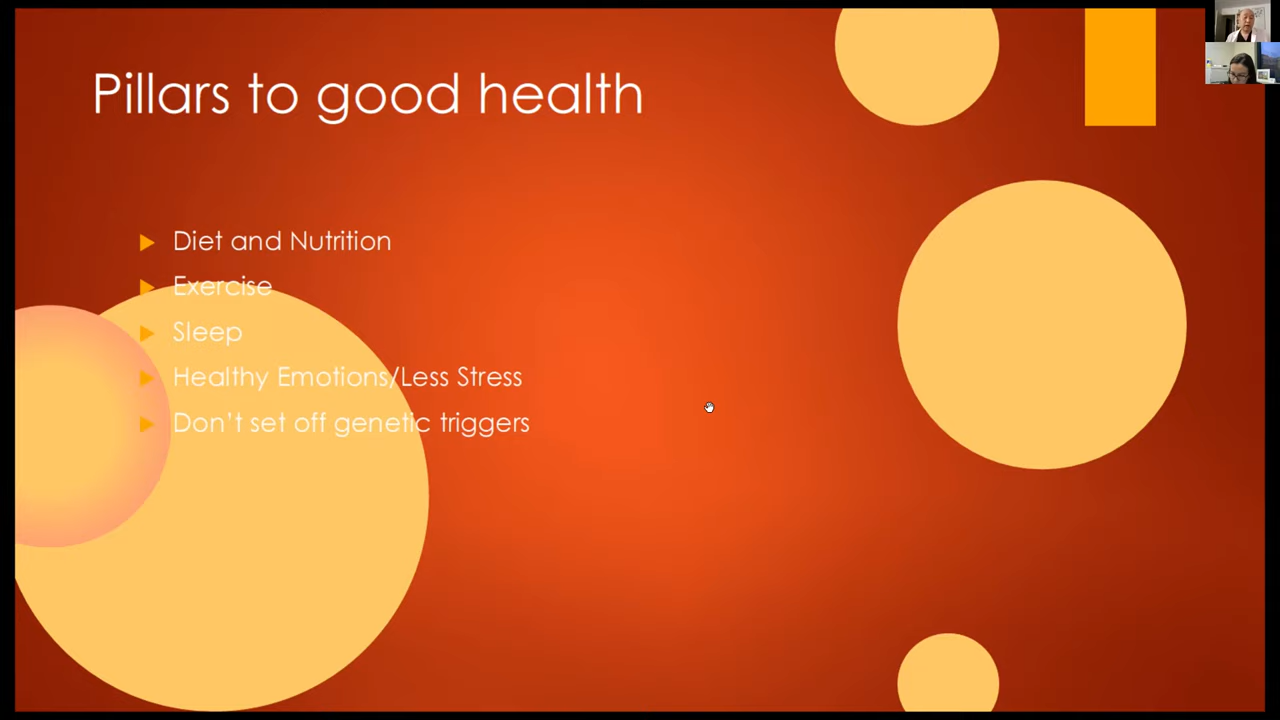 Pillars to good health
Diet and Nutrition
Exercise
Sleep
Healthy Emotions/Less Stress
Don't set off genetic triggers